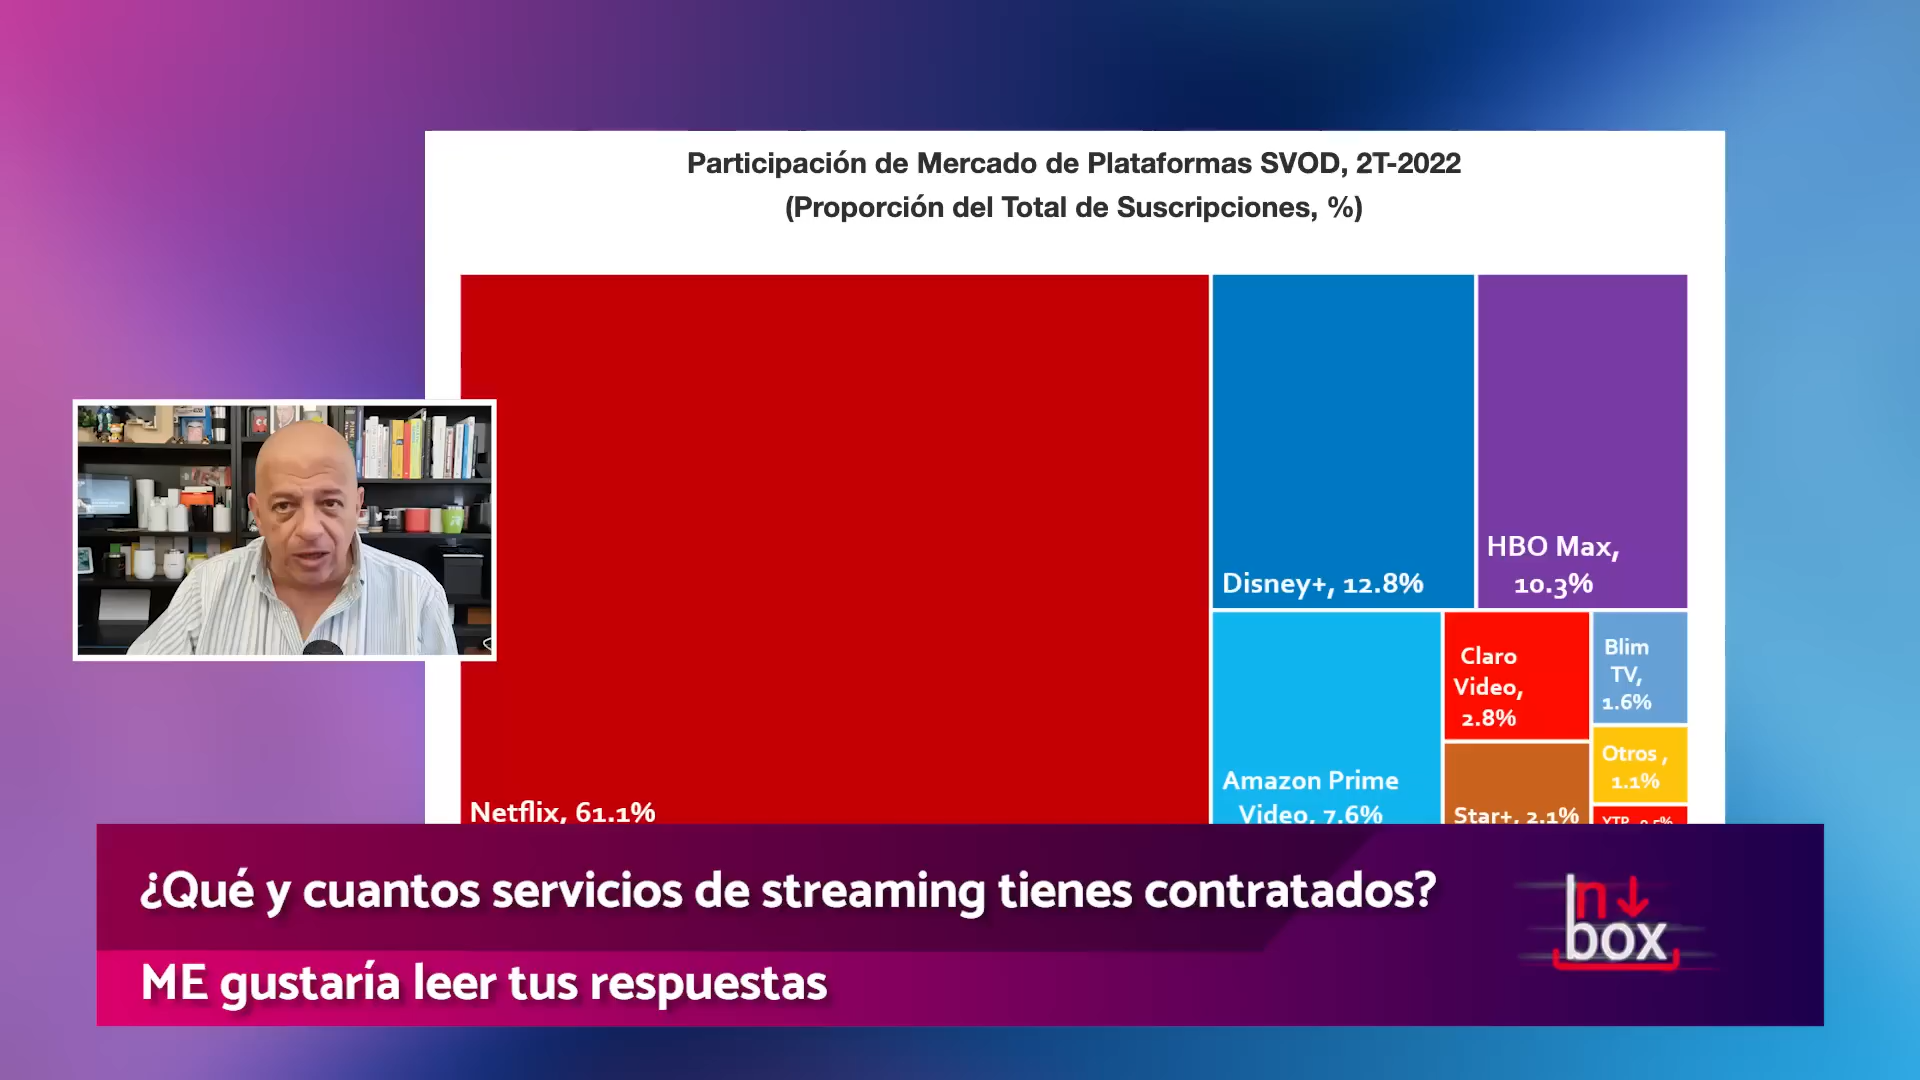 Participación de Mercado de Plataformas SVOD, 2T-2022
(Proporción del Total de Suscripciones, %)
Netflix, 61.1%
Disney+, 12.8%
HBO Max,
10.3%
Amazon Prime
Video, 7.6%
Claro
Video,
2.8%
Star+, 2.1%
Blim
TV,
1.6%
Otros ,
1.1%
¿Qué y cuantos servicios de streaming tienes contratados?
ME gustaría leer tus respuestas
In
box